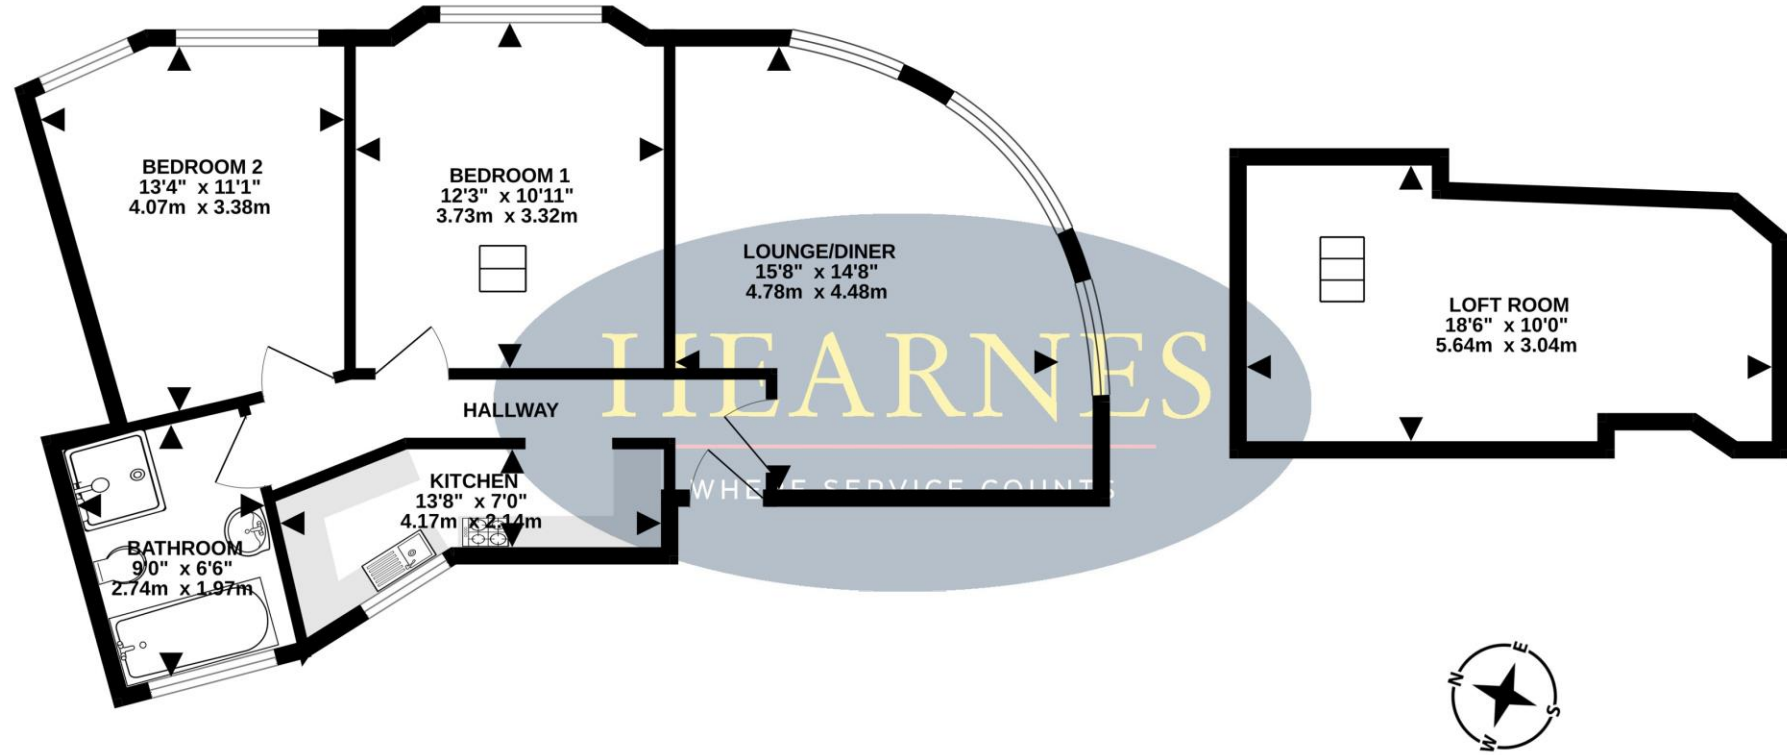 BEDROOM 2
13'4" x 11'1"
4.07m x 3.38m
BEDROOM 1
12'3" x 10'11"
3.73m x 3.32m
LOUNGE/DINER
15'8" x 14'8"
4.78m x 4.48m
LOFT ROOM
18'6" x 10'0"
5.64m x 3.04m
HEARNES
WHERE SERVICE COUNTS
HALLWAY
KITCHEN
13'8" x 7'0"
4.17m x 2.14m
BATHROOM
9'0" x 6'6"
2.74m x 1.97m
E
N
S
W